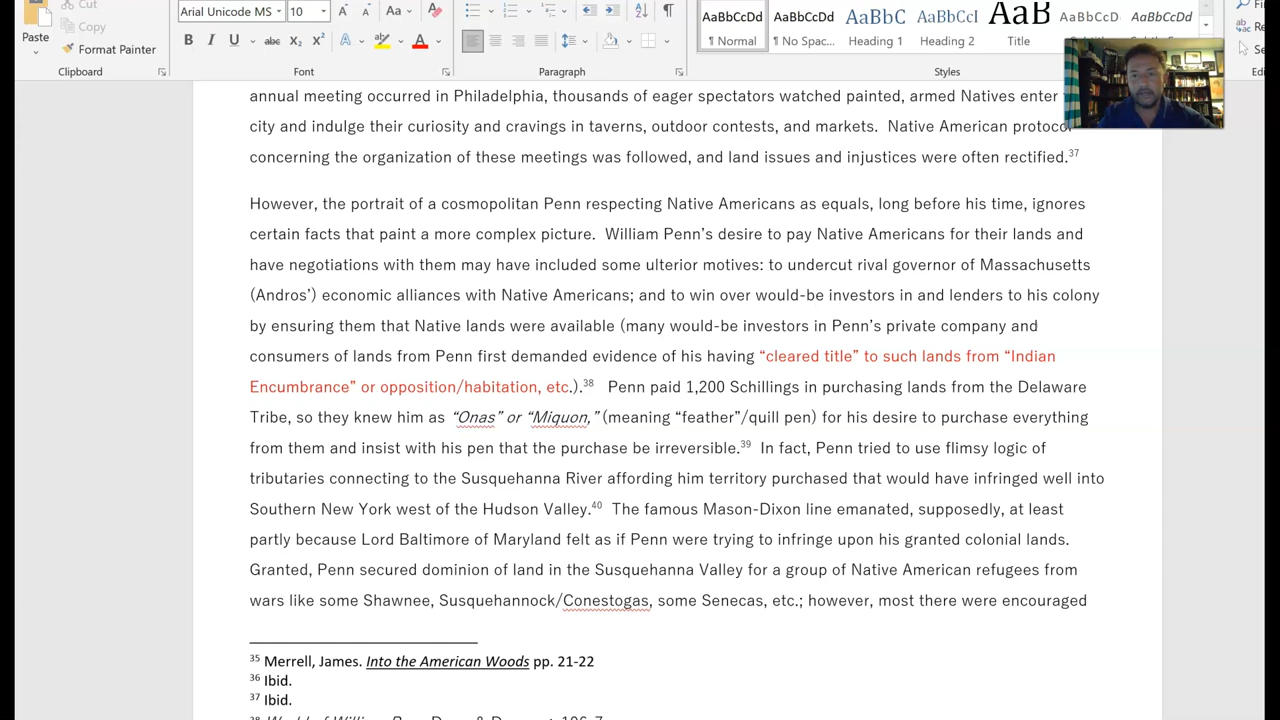 Cut
Arial Unicode MS
10
Aa
AaBbCcDd
AaBbCcDd
AaBbC
AaBbCcI
AaB
AaBbCcD
AaBbCcDd
Paste
Copy
Format Painter
B I U abc x₂ x² A A
¶ Normal
¶ No Spac...
Heading 1
Heading 2
Title
Clipboard
Font
Paragraph
Styles
Edi
annual meeting occurred in Philadelphia, thousands of eager spectators watched painted, armed Natives enter
city and indulge their curiosity and cravings in taverns, outdoor contests, and markets. Native American protocol
concerning the organization of these meetings was followed, and land issues and injustices were often rectified.37
However, the portrait of a cosmopolitan Penn respecting Native Americans as equals, long before his time, ignores
certain facts that paint a more complex picture. William Penn's desire to pay Native Americans for their lands and
have negotiations with them may have included some ulterior motives: to undercut rival governor of Massachusetts
(Andros') economic alliances with Native Americans; and to win over would-be investors in and lenders to his colony
by ensuring them that Native lands were available (many would-be investors in Penn's private company and
consumers of lands from Penn first demanded evidence of his having “cleared title” to such lands from “Indian
Encumbrance” or opposition/habitation, etc.).38 Penn paid 1,200 Schillings in purchasing lands from the Delaware
Tribe, so they knew him as “Onas” or “Miquon,” (meaning “feather”/quill pen) for his desire to purchase everything
from them and insist with his pen that the purchase be irreversible.39 In fact, Penn tried to use flimsy logic of
tributaries connecting to the Susquehanna River affording him territory purchased that would have infringed well into
Southern New York west of the Hudson Valley.40 The famous Mason-Dixon line emanated, supposedly, at least
partly because Lord Baltimore of Maryland felt as if Penn were trying to infringe upon his granted colonial lands.
Granted, Penn secured dominion of land in the Susquehanna Valley for a group of Native American refugees from
wars like some Shawnee, Susquehannock/Conestogas, some Senecas, etc.; however, most there were encouraged
35 Merrell, James. Into the American Woods pp. 21-22
36 Ibid.
37 Ibid.